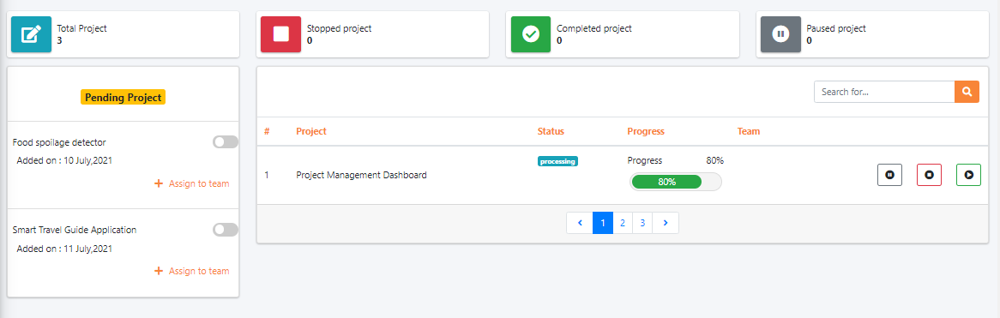 Total Project
3
Stopped project
0
Completed project
0
Paused project
0
Pending Project
Food spoilage detector
Added on : 10 July,2021
Assign to team
Smart Travel Guide Application
Added on : 11 July,2021
Assign to team
Search for...
# Project Status Progress Team
1 Project Management Dashboard processing Progress 80%
80%
1 2 3